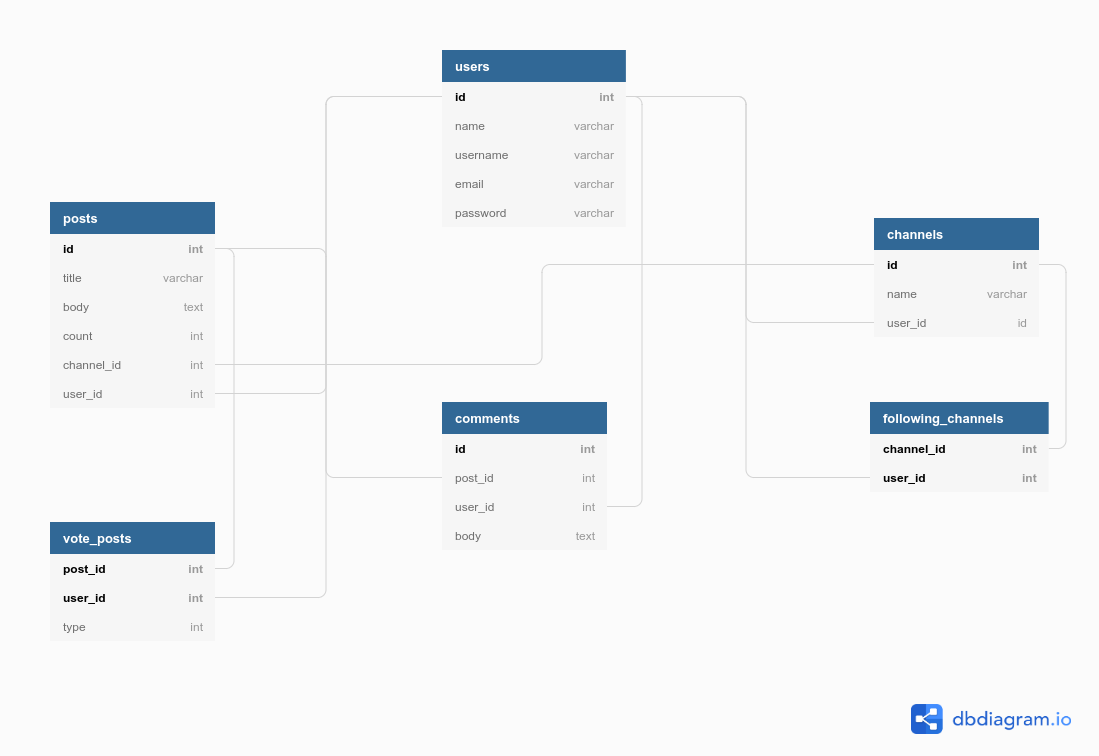 users
id int
name varchar
username varchar
email varchar
password varchar
posts
id int
title varchar
body text
count int
channel_id int
user_id int
channels
id int
name varchar
user_id id
comments
id int
post_id int
user_id int
body text
following_channels
channel_id int
user_id int
vote_posts
post_id int
user_id int
type int
dbdiagram.io